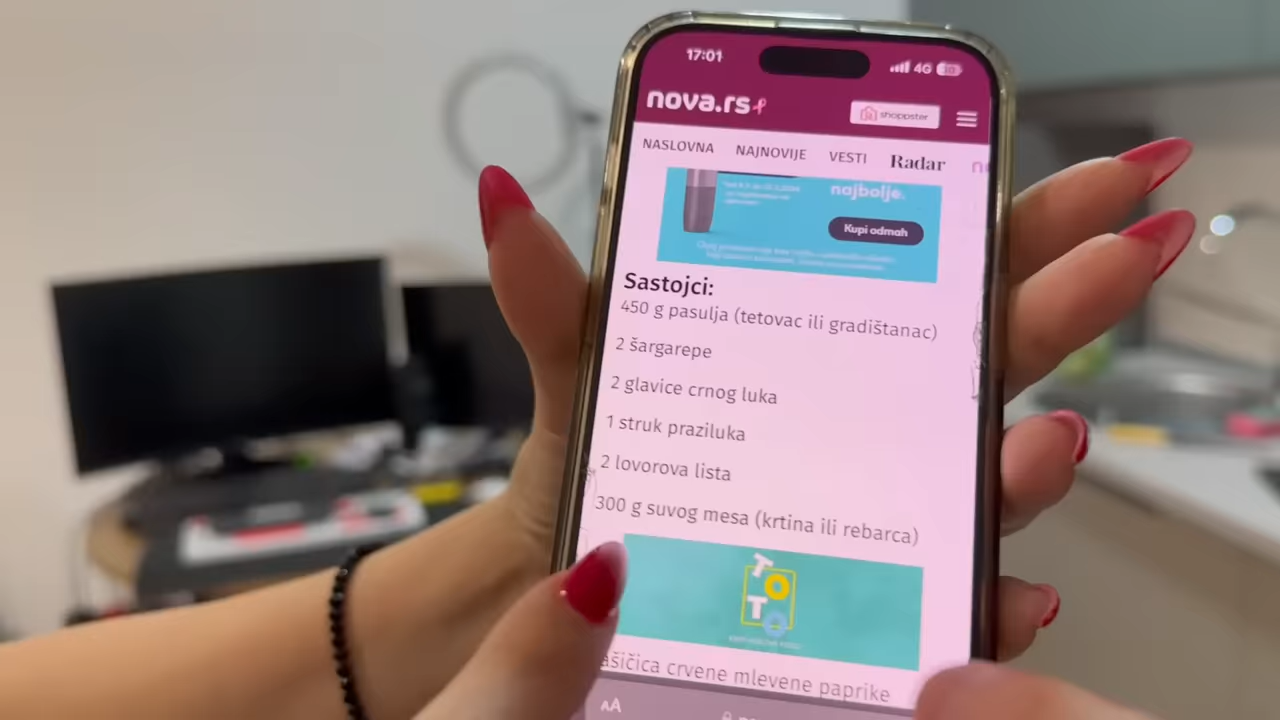 17:01
4G
nova.rs
shoppster
NASLOVNA NAJNOVIJE VESTI Radar
najbolje.
Kupi odmah
Sastojci:
450 g pasulja (tetovac ili gradištanac)
2 šargarepe
2 glavice crnog luka
1 struk praziluka
2 lovorova lista
300 g suvog mesa (krtina ili rebarca)
TOTO
crvene mlevene paprike
AA